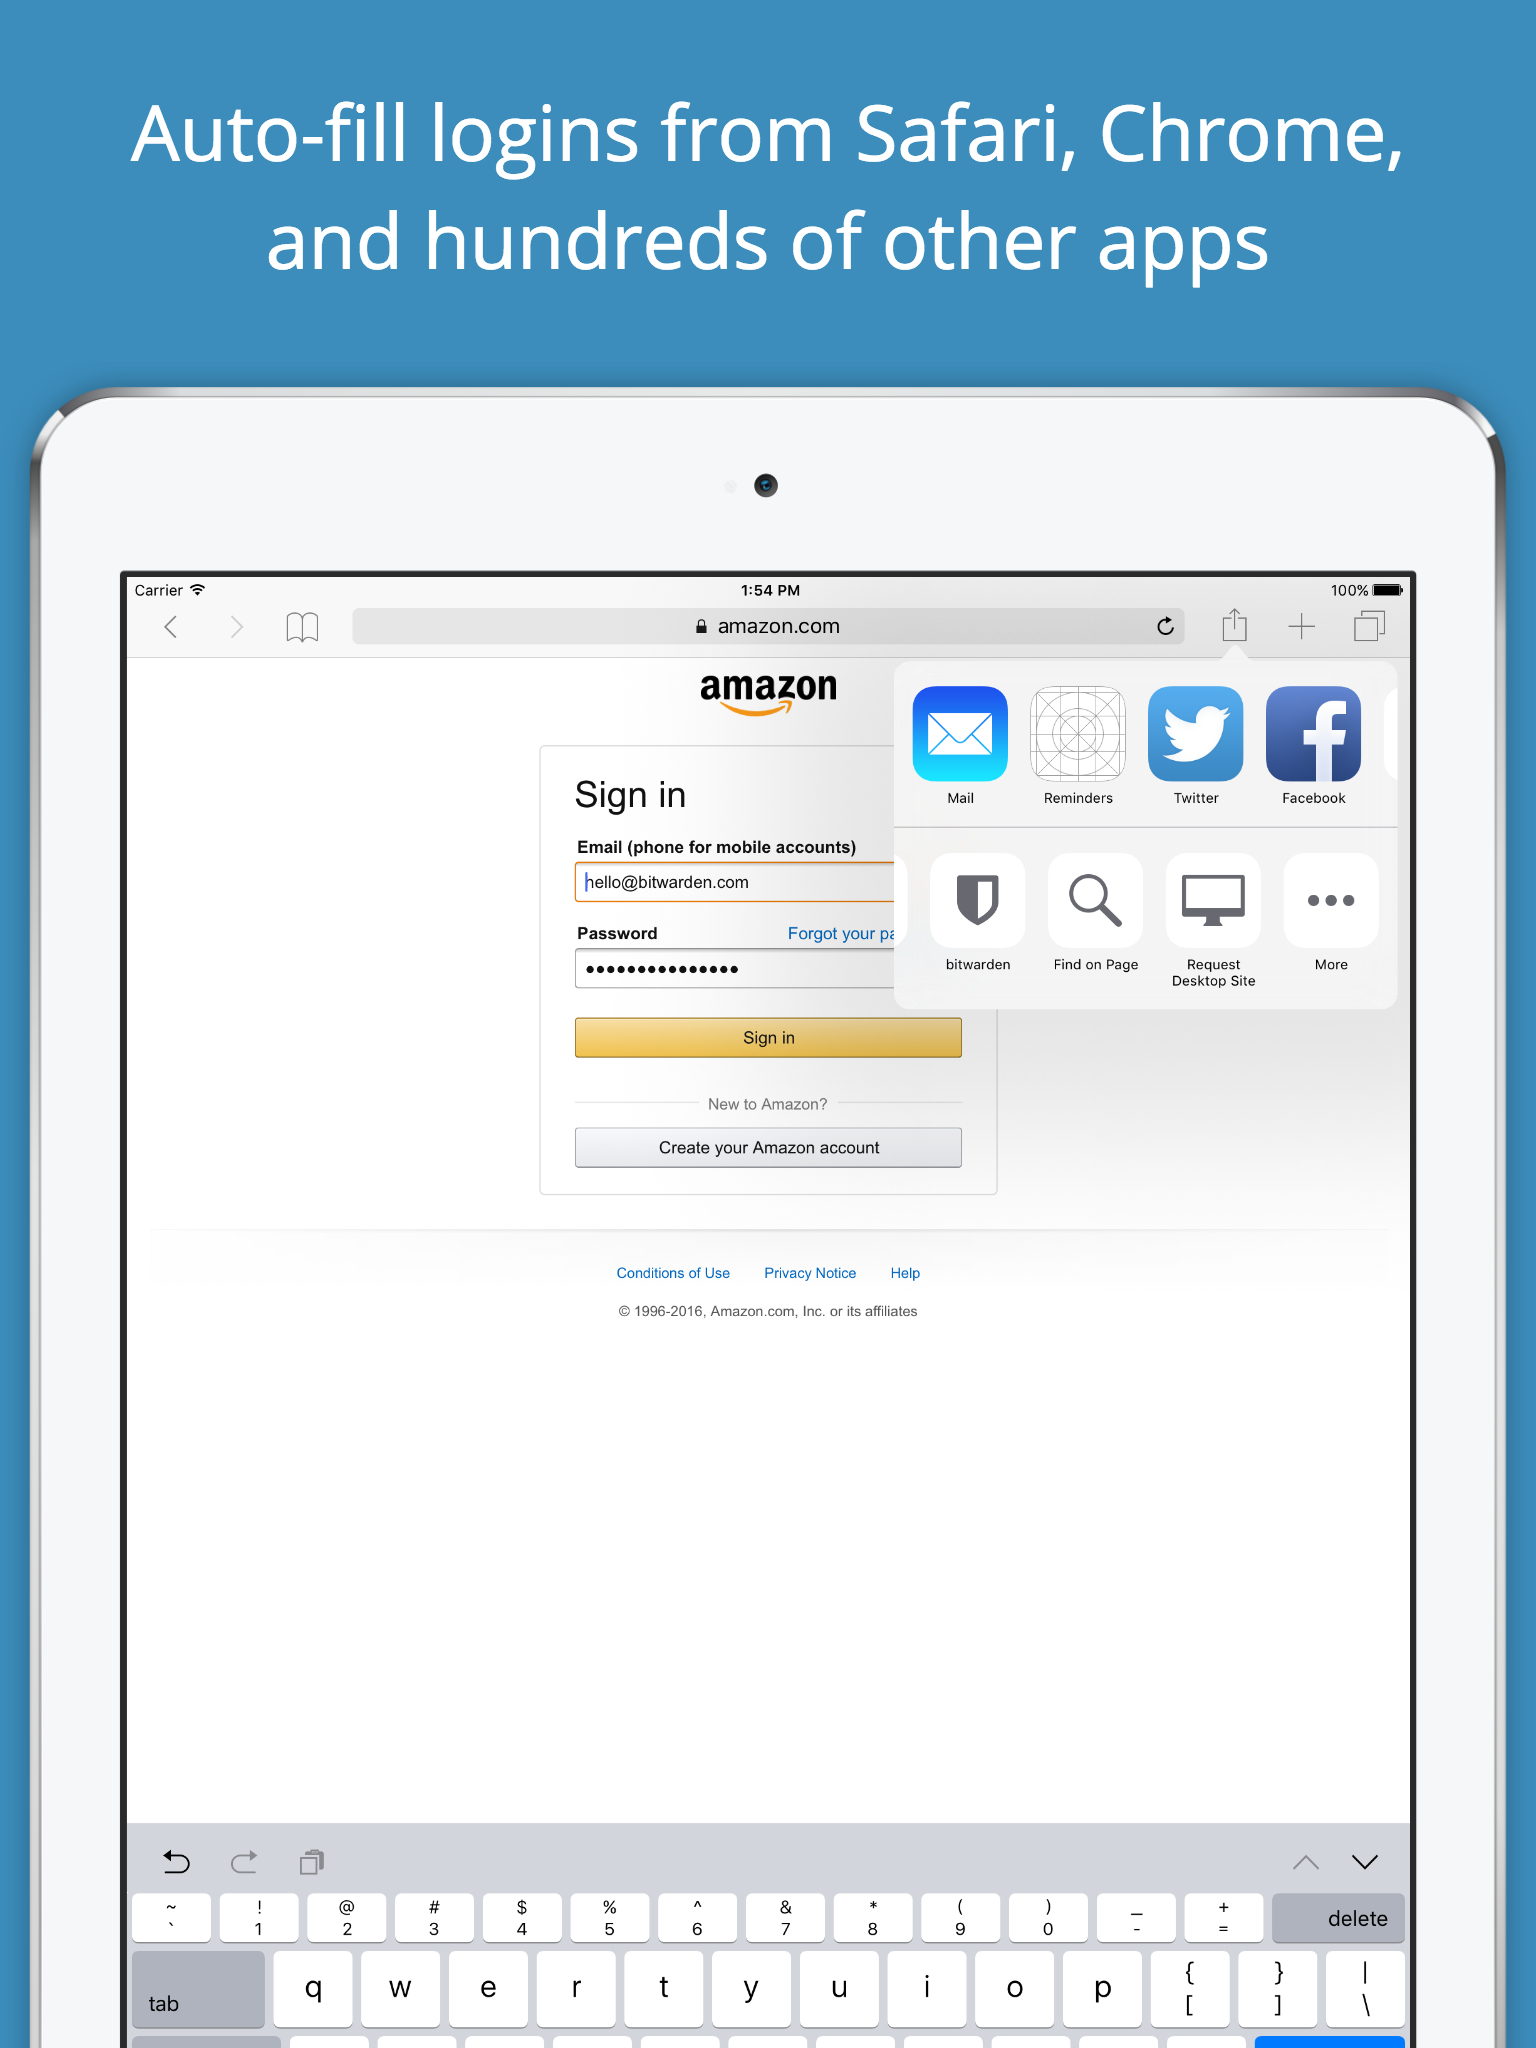 Auto-fill logins from Safari, Chrome,
and hundreds of other apps
Carrier 1:54 PM 100%
amazon.com
amazon
Mail Reminders Twitter Facebook
Sign in
Email (phone for mobile accounts)
hello@bitwarden.com
Password Forgot your pa
●●●●●●●●●●●●●●●
bitwarden Find on Page Request More
Desktop Site
Sign in
New to Amazon?
Create your Amazon account
Conditions of Use Privacy Notice Help
© 1996-2016, Amazon.com, Inc. or its affiliates
~ ! @ # $ % ^ & * ( ) _ +
` 1 2 3 4 5 6 7 8 9 0 - = delete
{ } |
q w e r t y u i o p
tab [ ] \